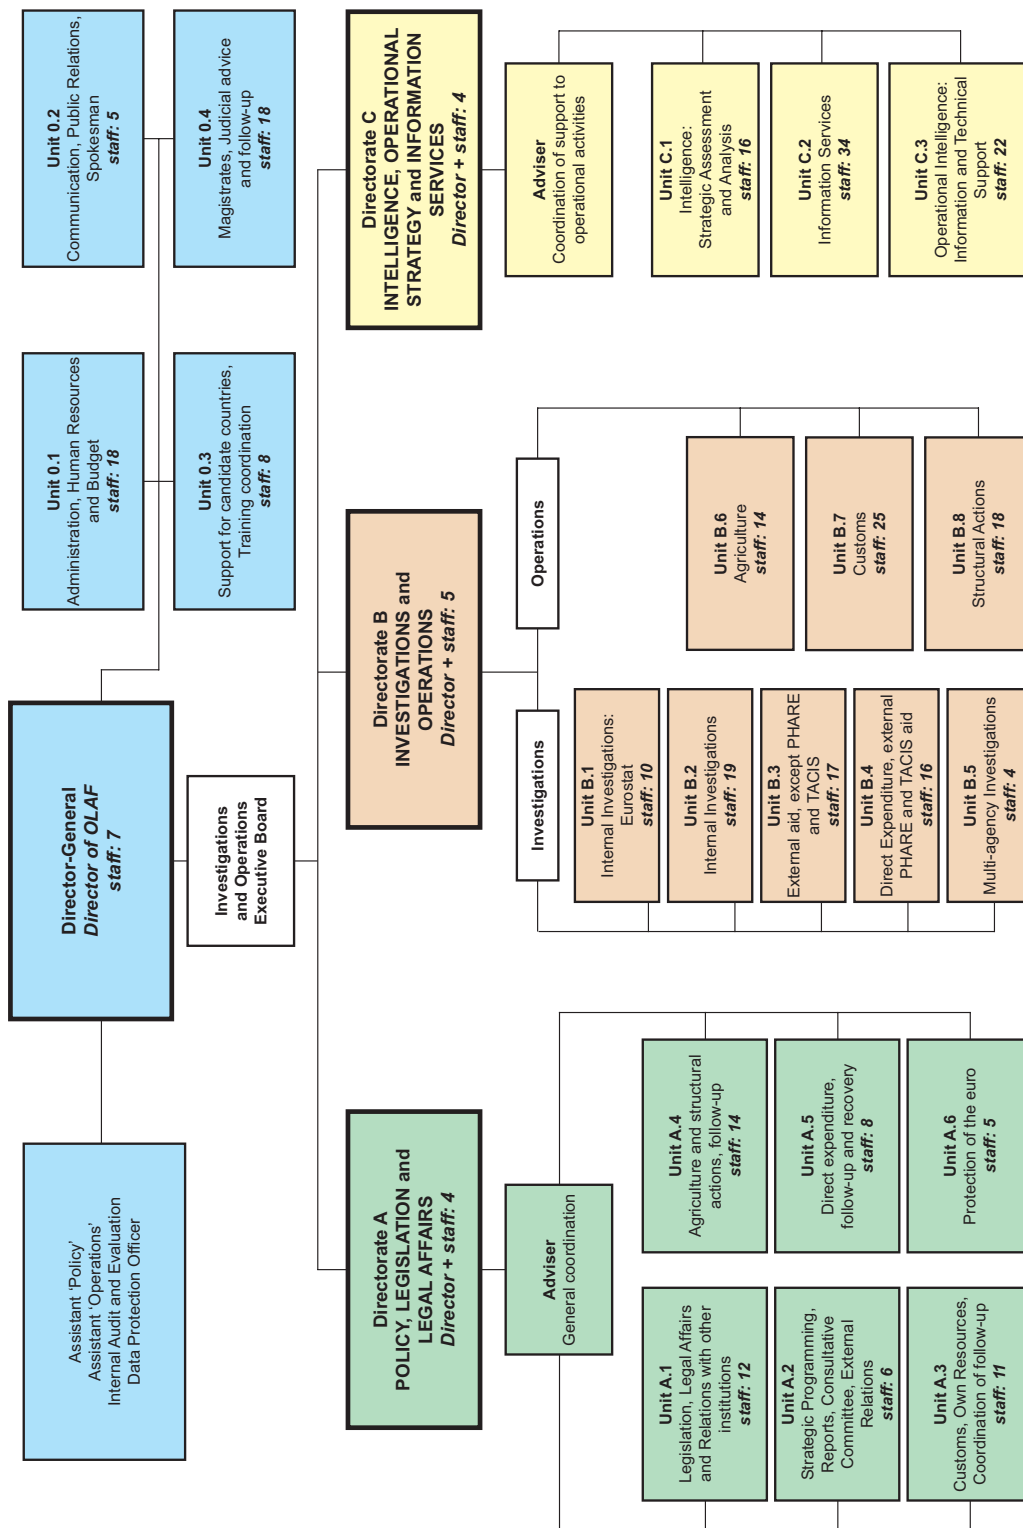 Assistant 'Policy'
Assistant 'Operations'
Internal Audit and Evaluation
Data Protection Officer
Director-General
Director of OLAF
staff: 7
Unit 0.1
Administration, Human Resources
and Budget
staff: 18
Unit 0.2
Communication, Public Relations,
Spokesman
staff: 5
Unit 0.3
Support for candidate countries,
Training coordination
staff: 8
Unit 0.4
Magistrates, Judicial advice
and follow-up
staff: 18
Investigations
and Operations
Executive Board
Directorate A
POLICY, LEGISLATION and
LEGAL AFFAIRS
Director + staff: 4
Adviser
General coordination
Unit A.1
Legislation, Legal Affairs
and Relations with other
institutions
staff: 12
Unit A.2
Strategic Programming,
Reports, Consultative
Committee, External
Relations
staff: 6
Unit A.3
Customs, Own Resources,
Coordination of follow-up
staff: 11
Unit A.4
Agriculture and structural
actions, follow-up
staff: 14
Unit A.5
Direct expenditure,
follow-up and recovery
staff: 8
Unit A.6
Protection of the euro
staff: 5
Directorate B
INVESTIGATIONS and
OPERATIONS
Director + staff: 5
Investigations
Unit B.1
Internal Investigations:
Eurostat
staff: 10
Unit B.2
Internal Investigations
staff: 19
Unit B.3
External aid, except PHARE
and TACIS
staff: 17
Unit B.4
Direct Expenditure, external
PHARE and TACIS aid
staff: 16
Unit B.5
Multi-agency Investigations
staff: 4
Operations
Unit B.6
Agriculture
staff: 14
Unit B.7
Customs
staff: 25
Unit B.8
Structural Actions
staff: 18
Directorate C
INTELLIGENCE, OPERATIONAL
STRATEGY and INFORMATION
SERVICES
Director + staff: 4
Adviser
Coordination of support to
operational activities
Unit C.1
Intelligence:
Strategic Assessment
and Analysis
staff: 16
Unit C.2
Information Services
staff: 34
Unit C.3
Operational Intelligence:
Information and Technical
Support
staff: 22